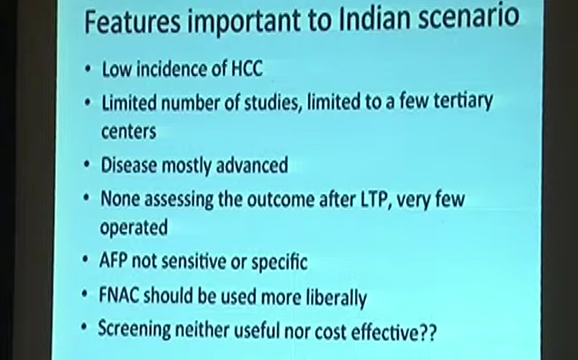 Features important to Indian scenario
• Low incidence of HCC
• Limited number of studies, limited to a few tertiary
centers
• Disease mostly advanced
• None assessing the outcome after LTP, very few
operated
• AFP not sensitive or specific
• FNAC should be used more liberally
• Screening neither useful nor cost effective??